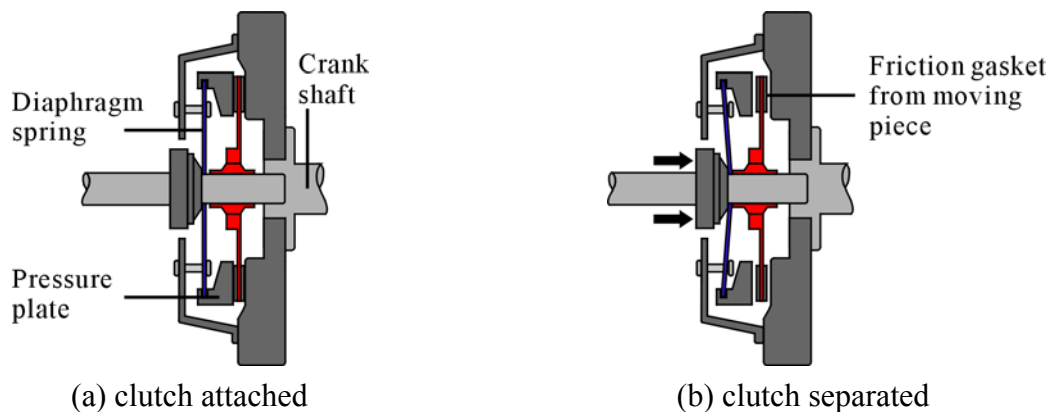 Diaphragm
spring
Crank
shaft
Pressure
plate
(a) clutch attached
Friction gasket
from moving
piece
(b) clutch separated